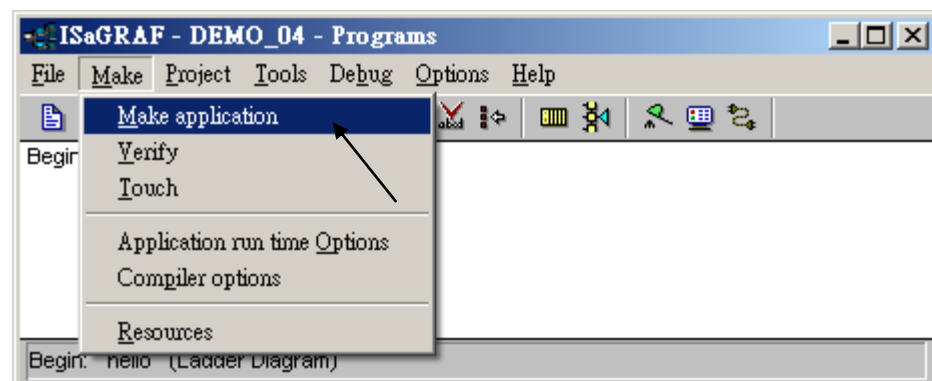 ISaGRAF - DEMO_04 - Programs
File Make Project Tools Debug Options Help
Make application
Begin
Verify
Touch
Application run time Options
Compiler options
Resources
Begin: hello (Ladder Diagram)